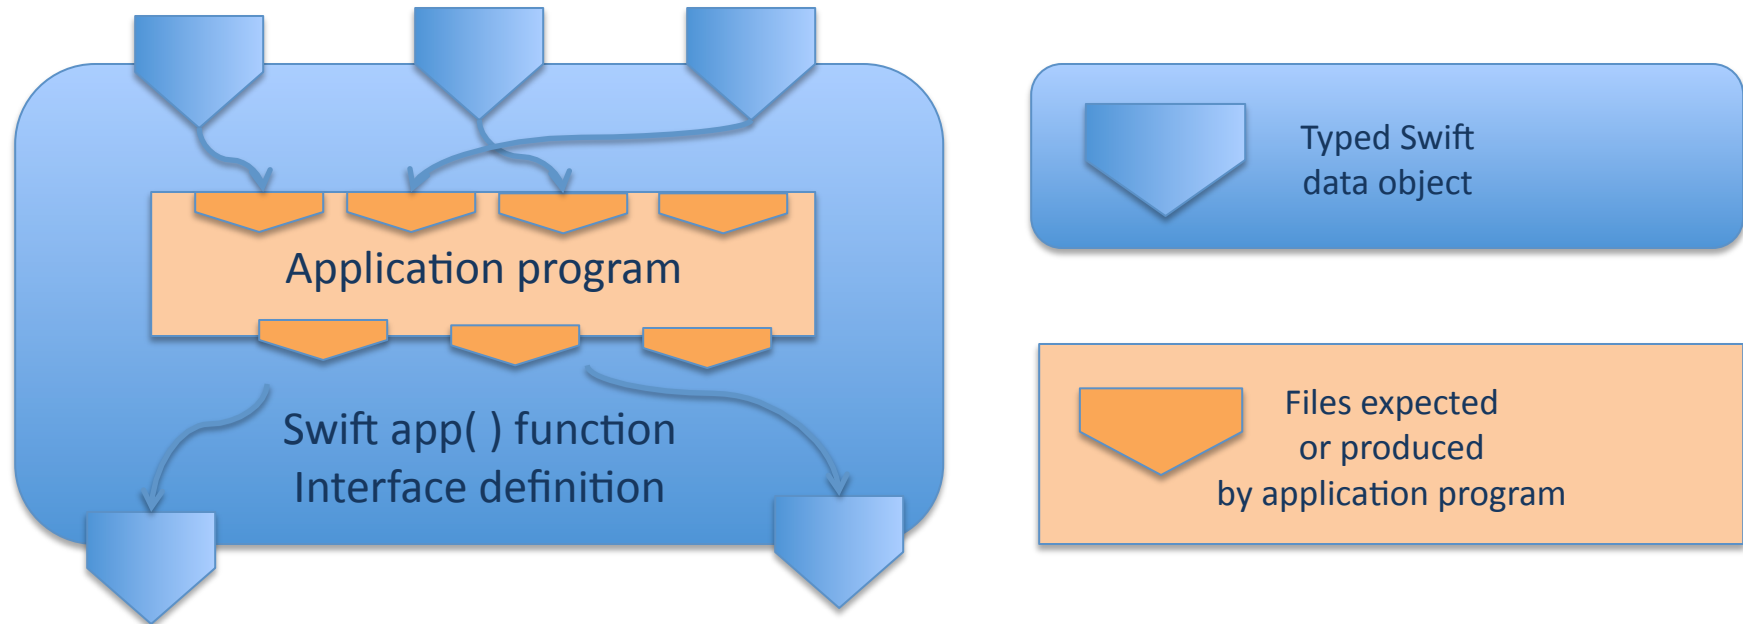 Application program
Swift app( ) function
Interface definition
Typed Swift
data object
Files expected
or produced
by application program